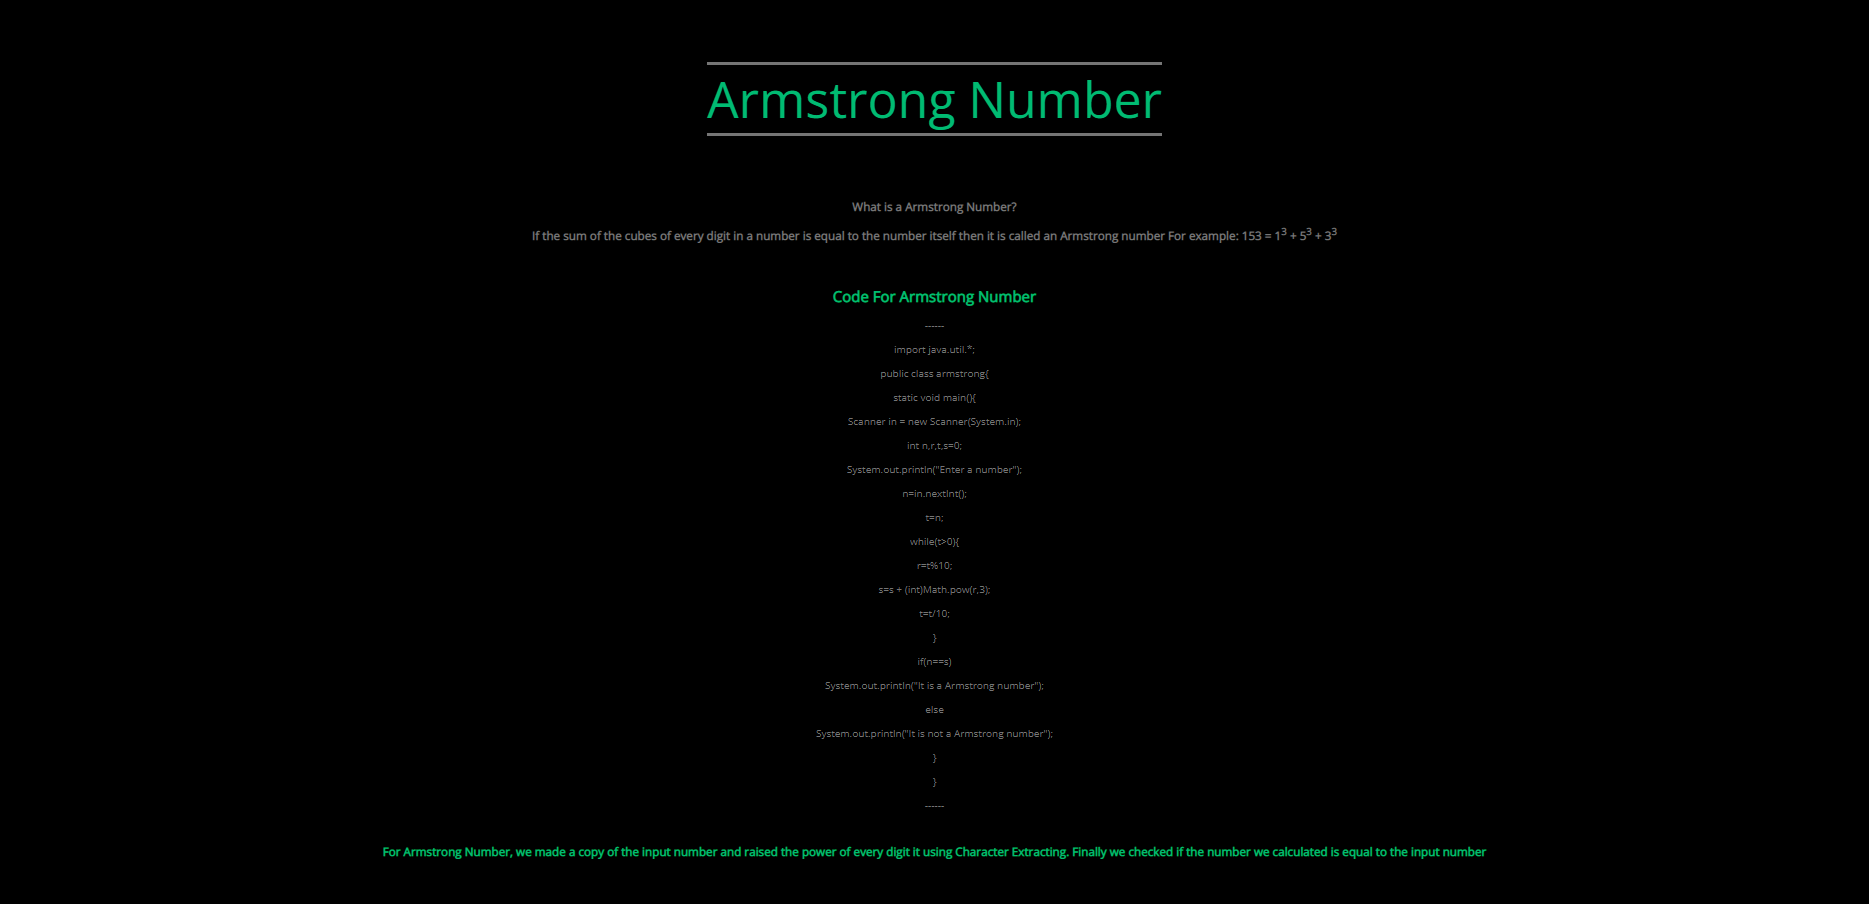 Armstrong Number
What is a Armstrong Number?
If the sum of the cubes of every digit in a number is equal to the number itself then it is called an Armstrong number For example: 153 = 1³ + 5³ + 3³
Code For Armstrong Number
------
import java.util.*;
public class armstrong{
static void main(){
Scanner in = new Scanner(System.in);
int n,r,t,s=0;
System.out.println("Enter a number");
n=in.nextInt();
t=n;
while(t>0){
r=t%10;
s=s + (int)Math.pow(r,3);
t=t/10;
}
if(n==s)
System.out.println("It is a Armstrong number");
else
System.out.println("It is not a Armstrong number");
}
}
------
For Armstrong Number, we made a copy of the input number and raised the power of every digit it using Character Extracting. Finally we checked if the number we calculated is equal to the input number